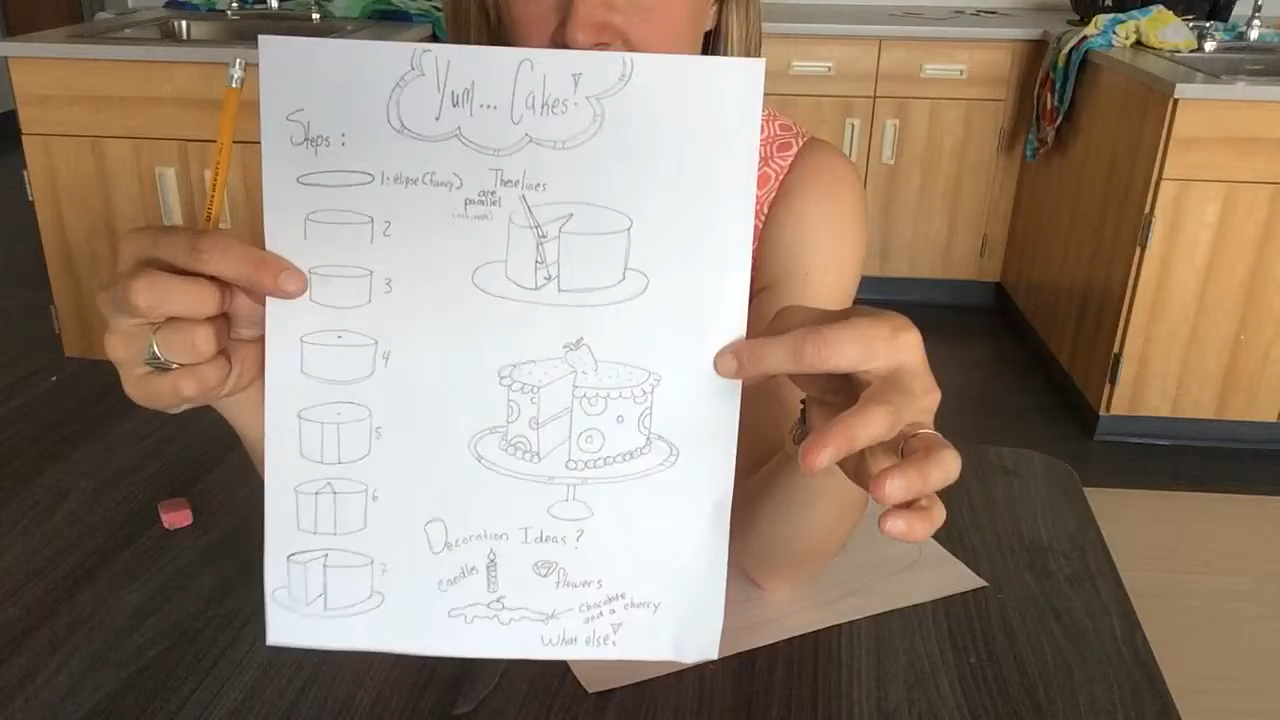 Yum... Cakes!
Steps:
1: elipse (fancy)
2
3
4
5
6
7
These lines
are
parallel
Decoration Ideas?
candles
flowers
chocolate
and a cherry
What else?